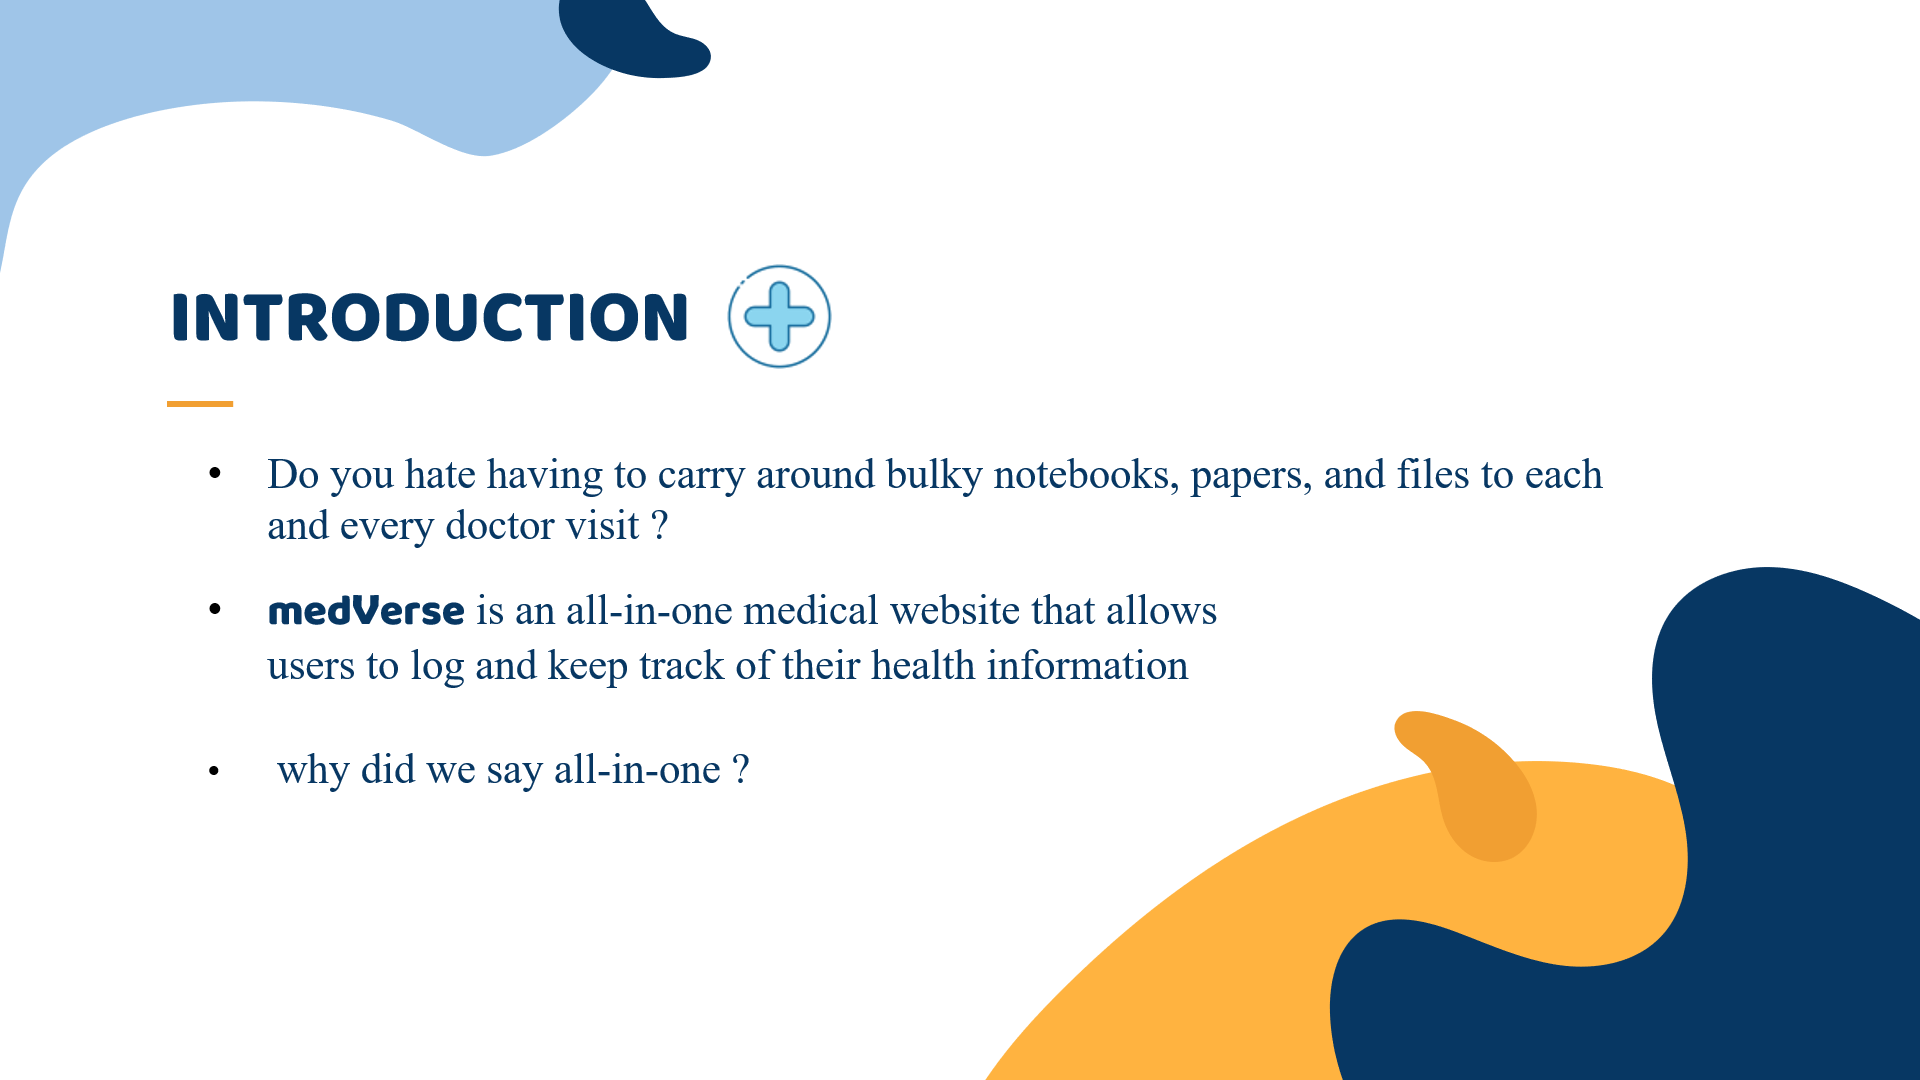 INTRODUCTION
• Do you hate having to carry around bulky notebooks, papers, and files to each
and every doctor visit ?
• medVerse is an all-in-one medical website that allows
users to log and keep track of their health information
• why did we say all-in-one ?